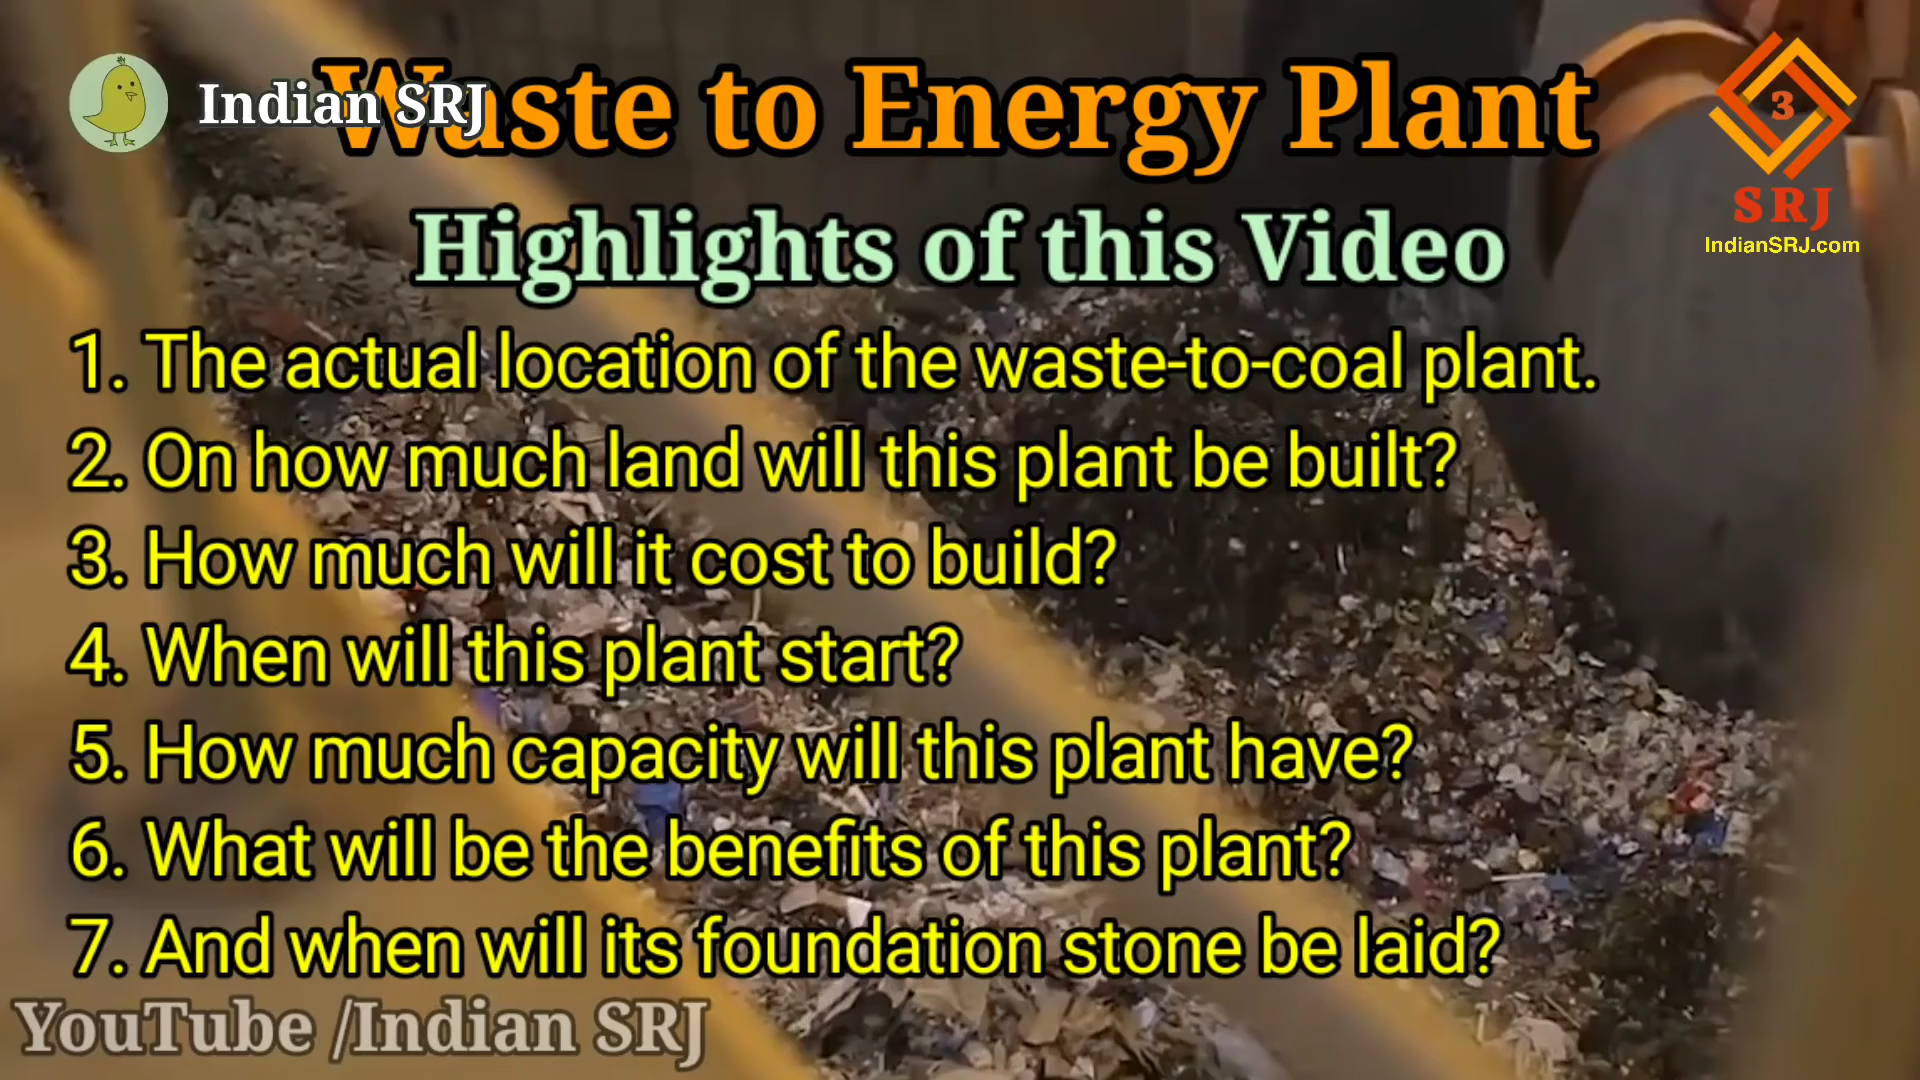 Indian SRJ
Waste to Energy Plant
3
SRJ
IndianSRJ.com
Highlights of this Video
1. The actual location of the waste-to-coal plant.
2. On how much land will this plant be built?
3. How much will it cost to build?
4. When will this plant start?
5. How much capacity will this plant have?
6. What will be the benefits of this plant?
7. And when will its foundation stone be laid?
YouTube /Indian SRJ